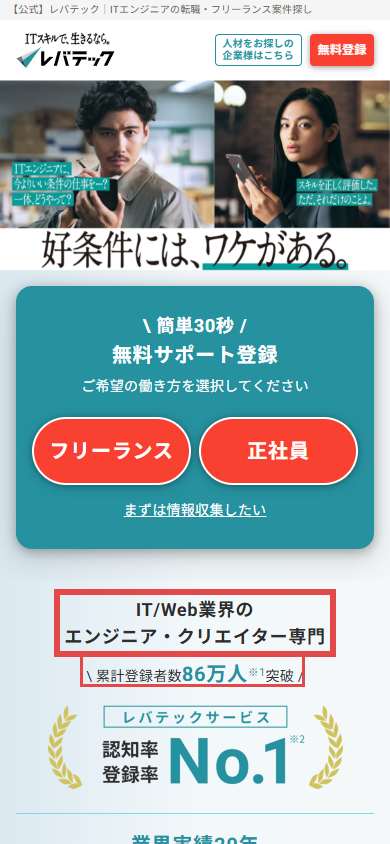 【公式】レバテック｜ITエンジニアの転職・フリーランス案件探し
ITスキルで、生きるなら。
レバテック
人材をお探しの
企業様はこちら
無料登録
ITエンジニアに、
今よりいい条件の仕事を…?
一体、どうやって?
スキルを正しく評価した。
ただ、それだけのことよ。
好条件には、ワケがある。
\ 簡単30秒 /
無料サポート登録
ご希望の働き方を選択してください
フリーランス
正社員
まずは情報収集したい
IT/Web業界の
エンジニア・クリエイター専門
\ 累計登録者数86万人※1突破 /
レバテックサービス
認知率
登録率
No.1※2
業界実績20年